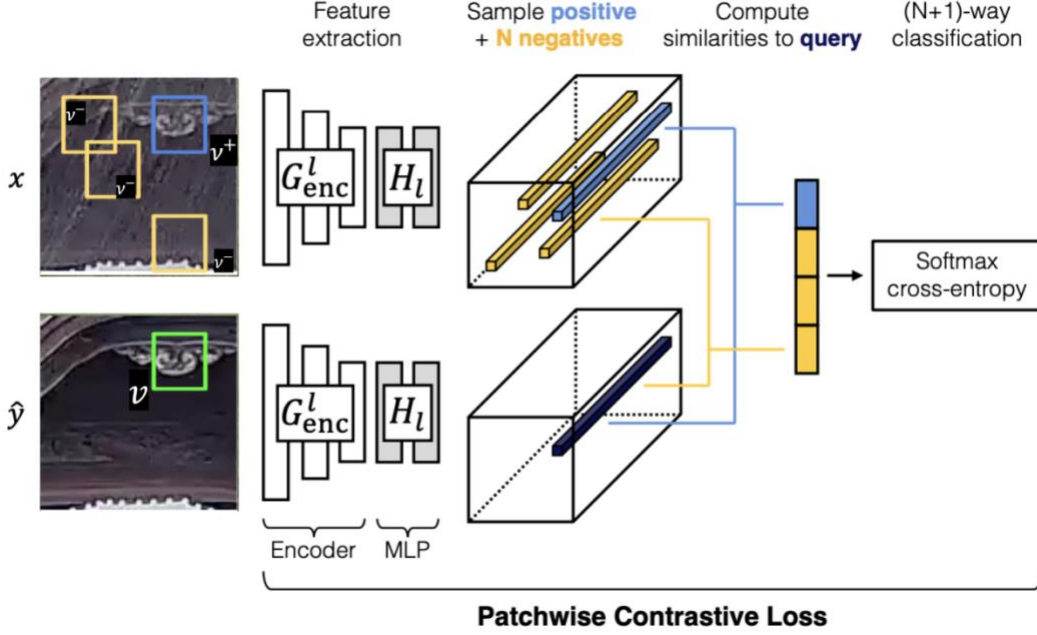 Feature
extraction
Sample positive
+ N negatives
Compute
similarities to query
(N+1)-way
classification
x
ν⁻
ν⁺
ν⁻
ν⁻
G^l_enc
H_l
Softmax
cross-entropy
ŷ
ν
G^l_enc
H_l
Encoder
MLP
Patchwise Contrastive Loss